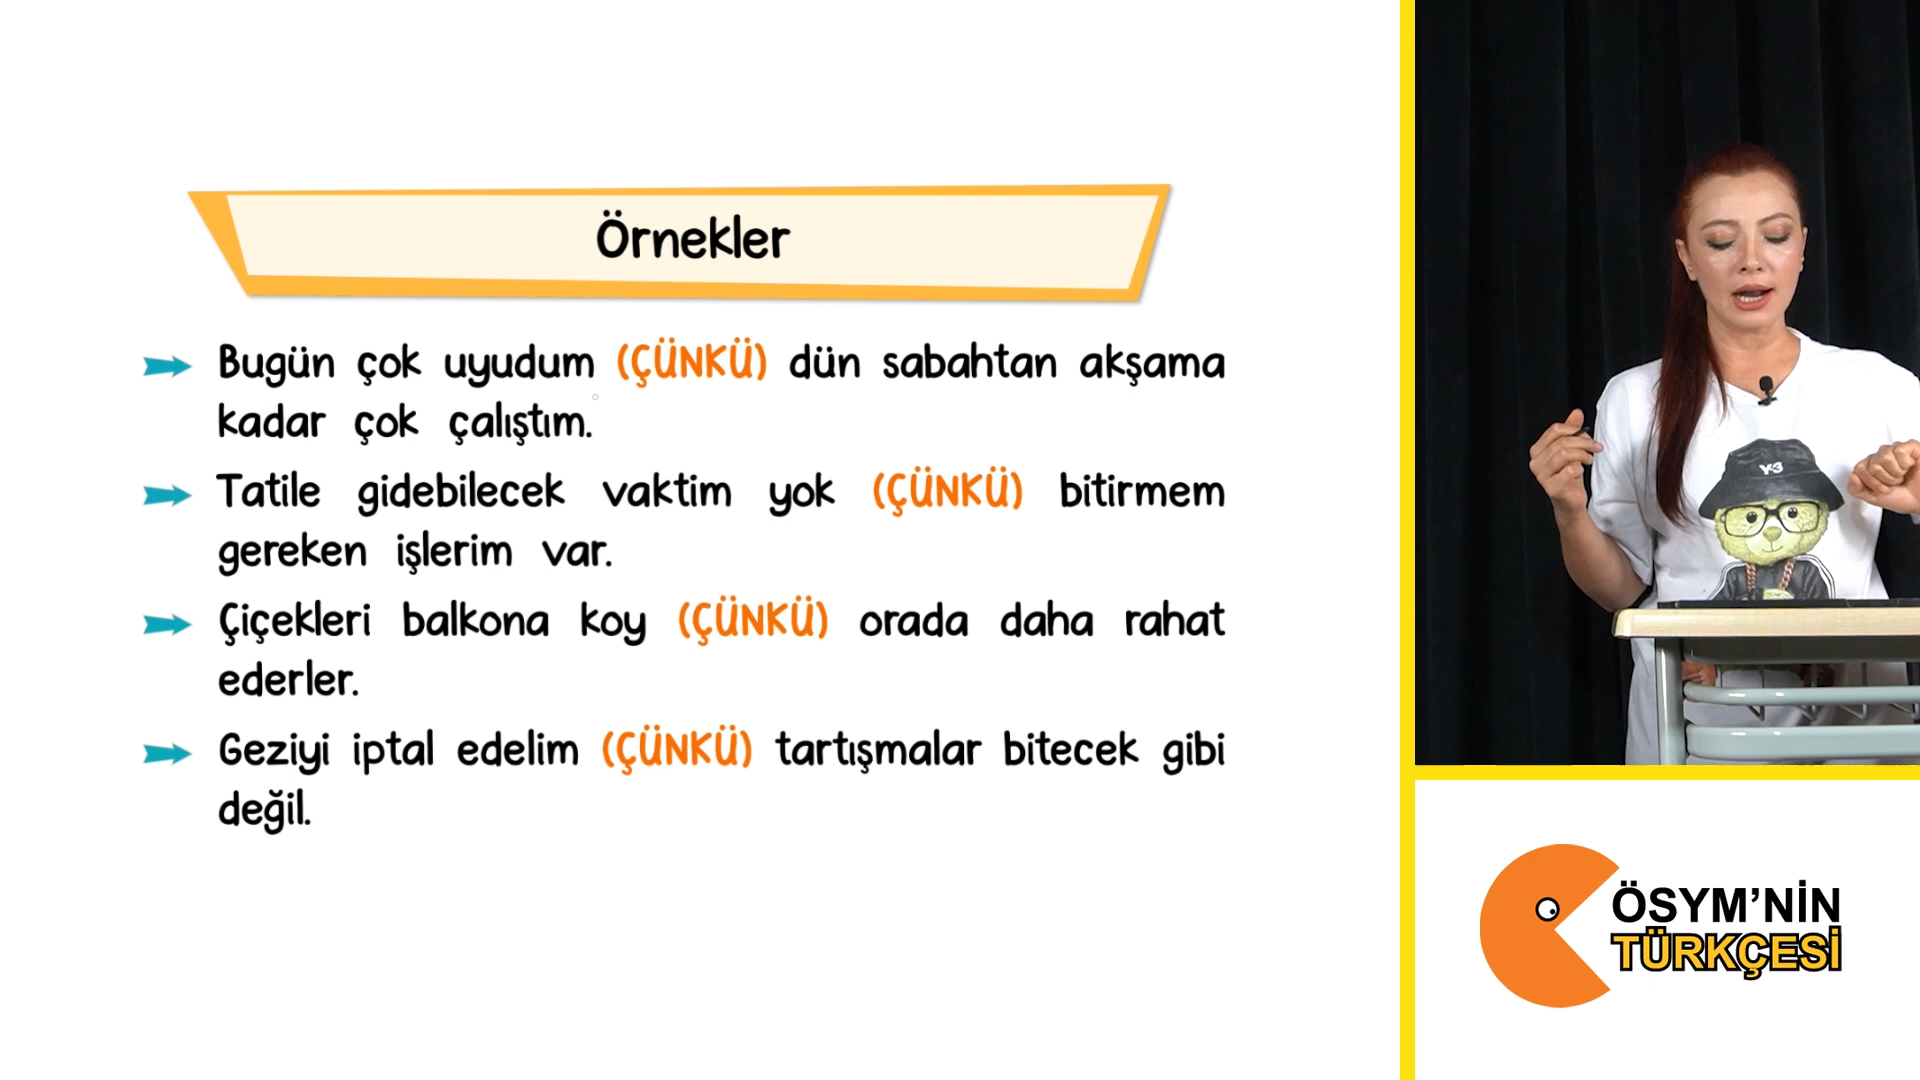 Örnekler
Bugün çok uyudum (ÇÜNKÜ) dün sabahtan akşama
kadar çok çalıştım.
Tatile gidebilecek vaktim yok (ÇÜNKÜ) bitirmem
gereken işlerim var.
Çiçekleri balkona koy (ÇÜNKÜ) orada daha rahat
ederler.
Geziyi iptal edelim (ÇÜNKÜ) tartışmalar bitecek gibi
değil.
Y-3
ÖSYM'NİN
TÜRKÇESİ